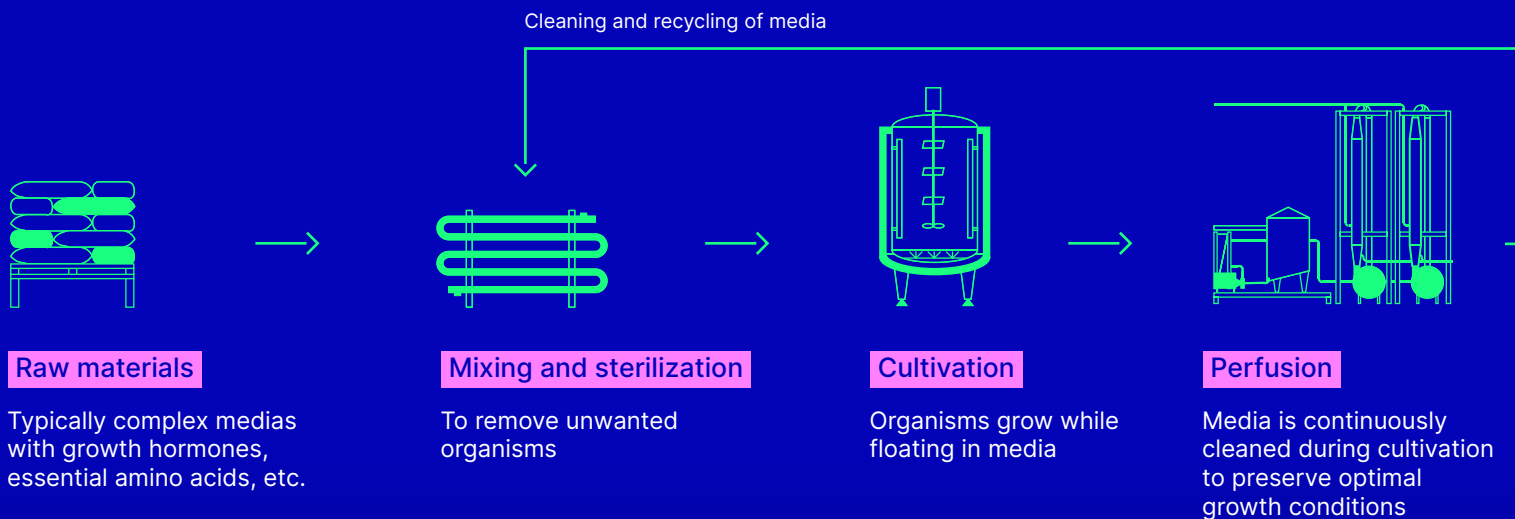 Cleaning and recycling of media
Raw materials
Typically complex medias
with growth hormones,
essential amino acids, etc.
Mixing and sterilization
To remove unwanted
organisms
Cultivation
Organisms grow while
floating in media
Perfusion
Media is continuously
cleaned during cultivation
to preserve optimal
growth conditions